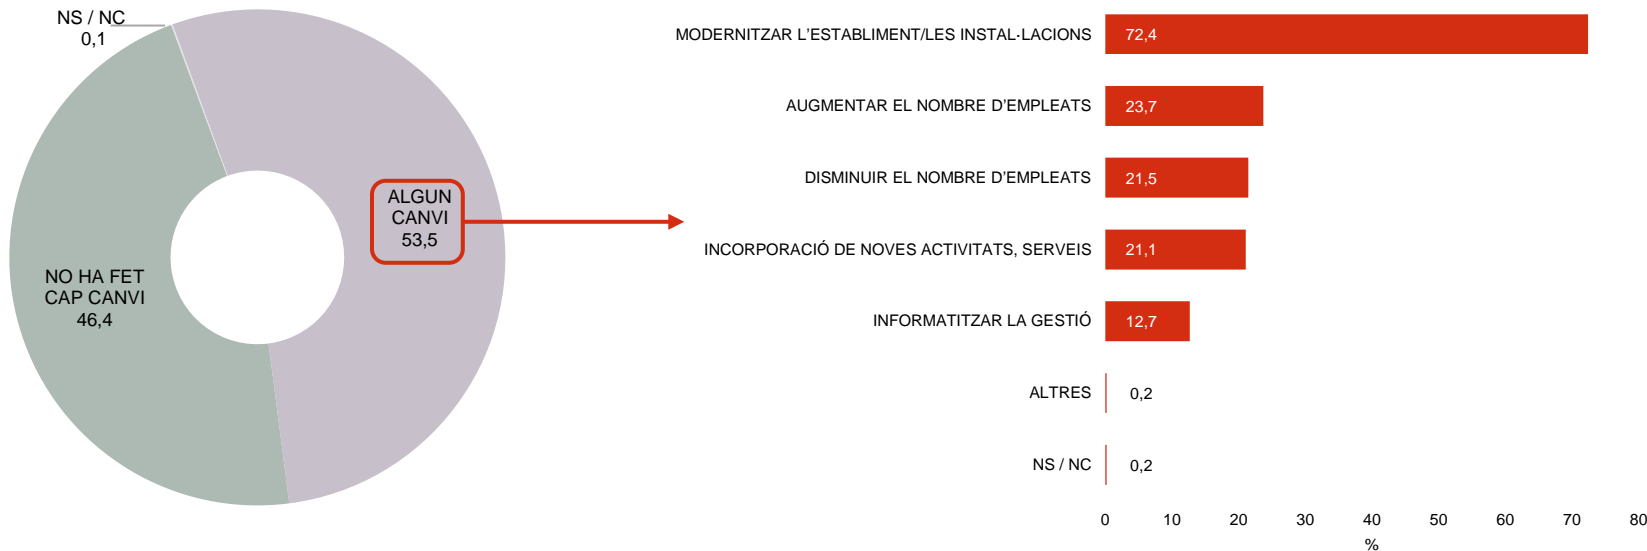 NS / NC
0,1
ALGUN
CANVI
53,5
NO HA FET
CAP CANVI
46,4
MODERNITZAR L'ESTABLIMENT/LES INSTAL·LACIONS
72,4
AUGMENTAR EL NOMBRE D'EMPLEATS
23,7
DISMINUIR EL NOMBRE D'EMPLEATS
21,5
INCORPORACIÓ DE NOVES ACTIVITATS, SERVEIS
21,1
INFORMATITZAR LA GESTIÓ
12,7
ALTRES
0,2
NS / NC
0,2
0 10 20 30 40 50 60 70 80
%